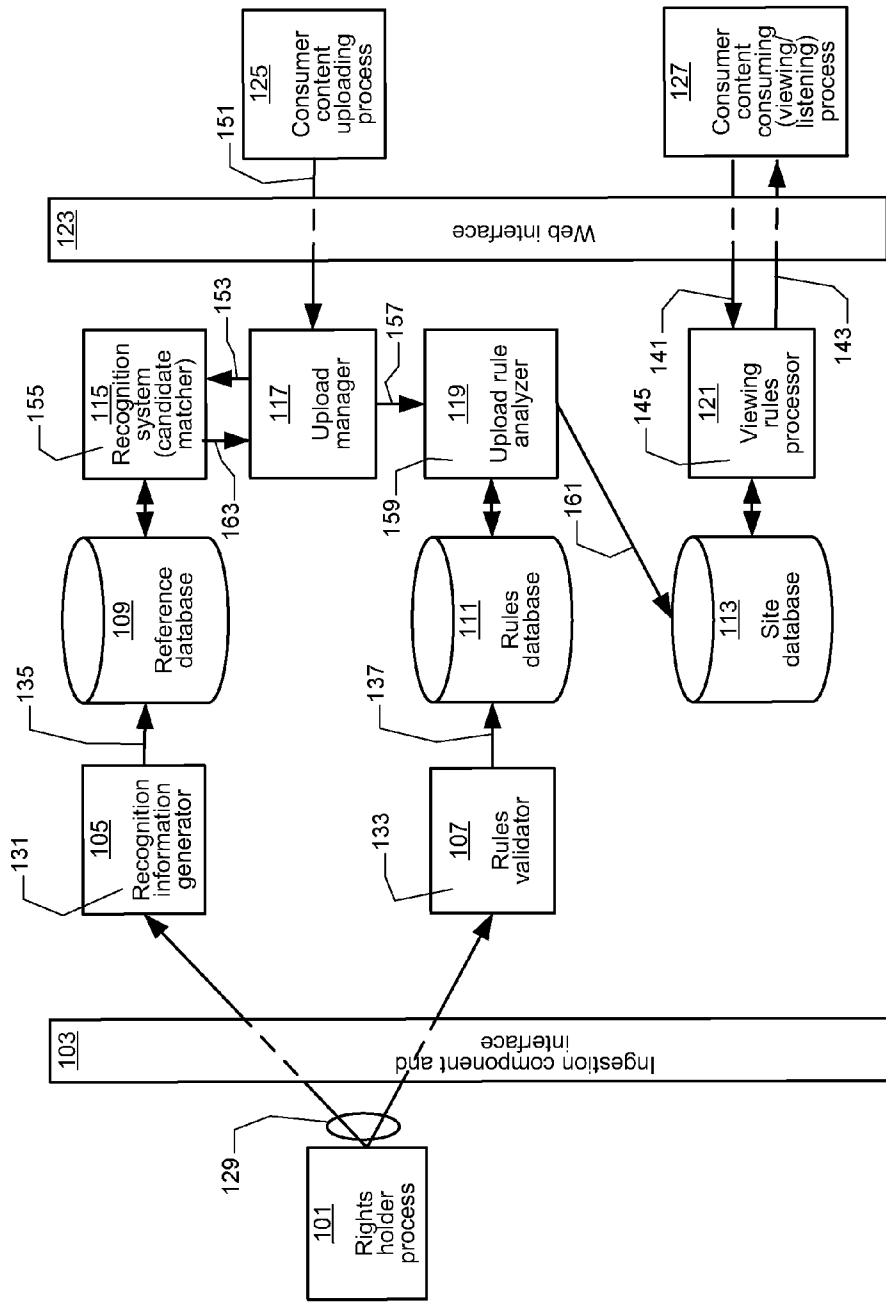 101
Rights
holder
process
129
103
Ingestion component and
interface
131
105
Recognition
information
generator
135
109
Reference
database
155
115
Recognition
system
(candidate
matcher)
163
153
117
Upload
manager
157
151
125
Consumer
content
uploading
process
123
Web interface
133
107
Rules
validator
137
111
Rules
database
159
119
Upload rule
analyzer
161
113
Site
database
145
121
Viewing
rules
processor
141
143
127
Consumer
content
consuming
(viewing/
listening)
process